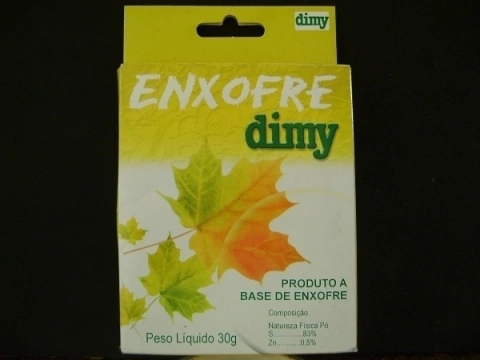 dimy
ENXOFRE
dimy
PRODUTO A
BASE DE ENXOFRE
Composição
Natureza Física Pó
S............83%
Zn..........0,5%
Peso Líquido 30g